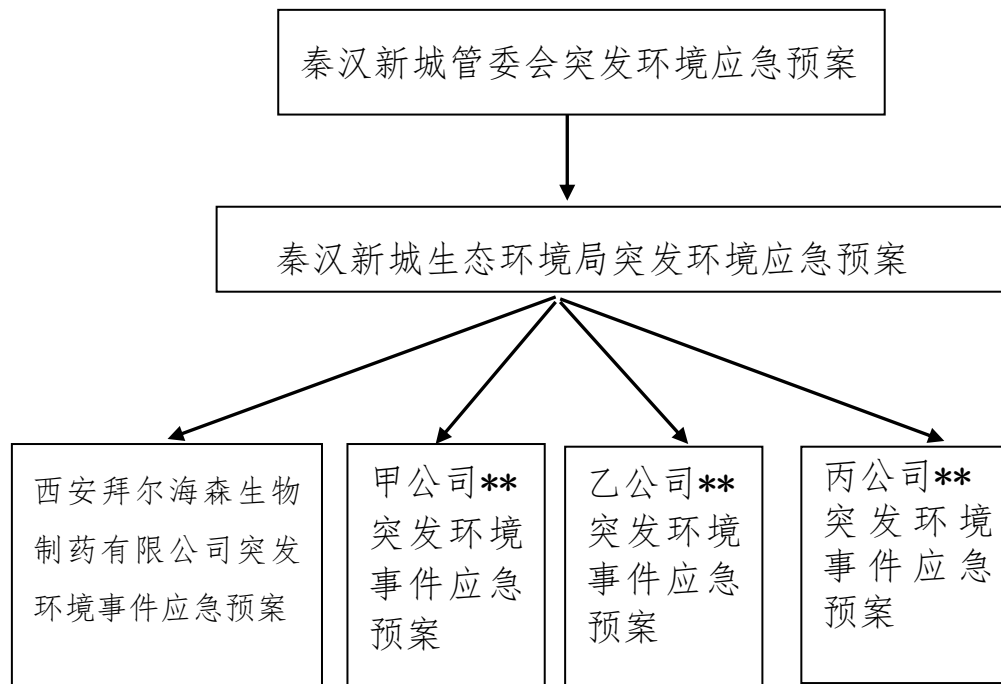 秦汉新城管委会突发环境应急预案
秦汉新城生态环境局突发环境应急预案
西安拜尔海森生物
制药有限公司突发
环境事件应急预案
甲公司**
突发环境
事件应急
预案
乙公司**
突发环境
事件应急
预案
丙公司**
突发环境
事件应急
预案